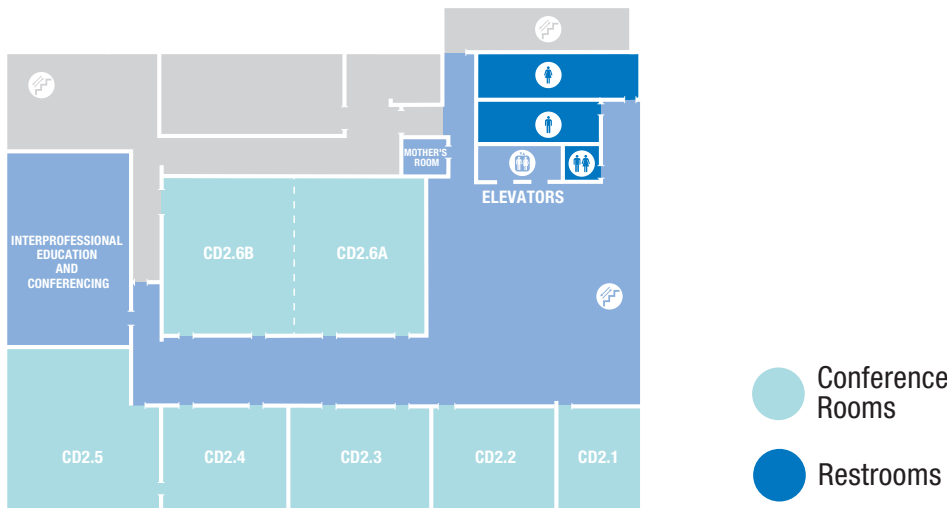 MOTHER'S
ROOM
ELEVATORS
INTERPROFESSIONAL
EDUCATION
AND
CONFERENCING
CD2.6B
CD2.6A
CD2.5
CD2.4
CD2.3
CD2.2
CD2.1
Conference
Rooms
Restrooms